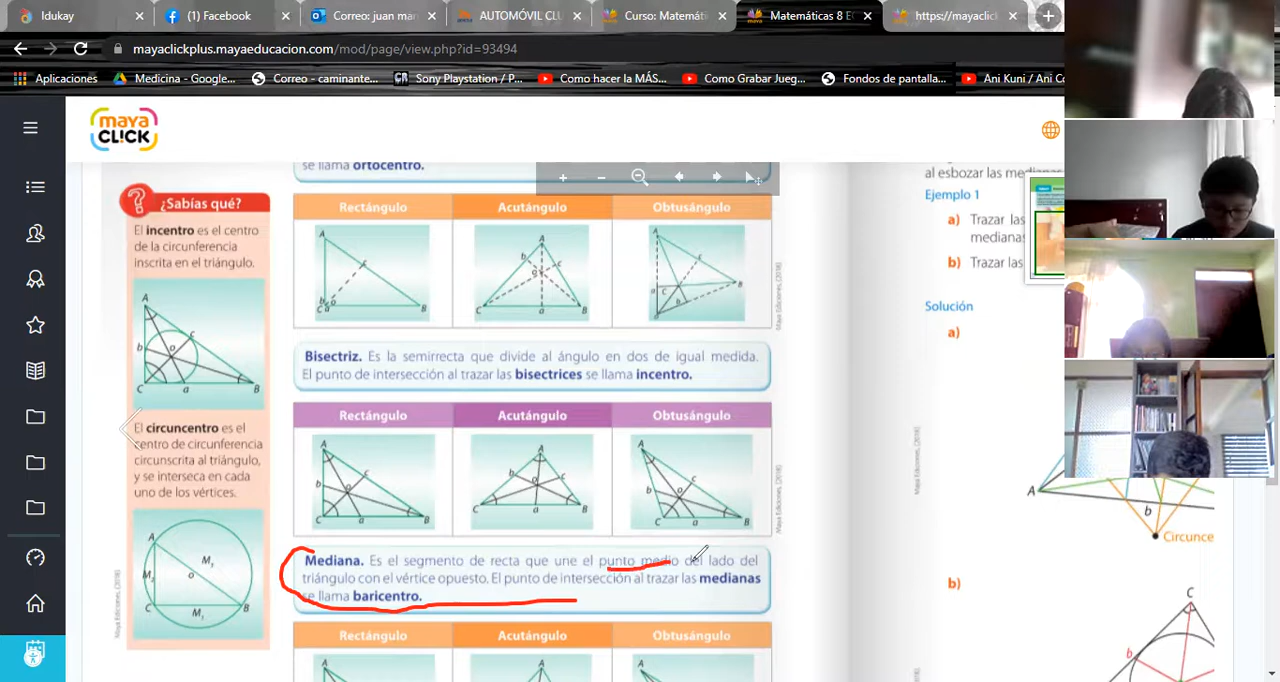 Idukay
(1) Facebook
Correo: juan mar
AUTOMÓVIL CLU
Curso: Matemáti
Matemáticas 8 EG
https://mayaclic
mayaclickplus.mayaeducacion.com/mod/page/view.php?id=93494
Aplicaciones
Medicina - Google...
Correo - caminante...
Sony Playstation / P...
Como hacer la MÁS...
Como Grabar Jueg...
Fondos de pantalla...
Ani Kuni / Ani Co
maya
CL!CK
se llama ortocentro.
¿Sabías qué?
El incentro es el centro
de la circunferencia
inscrita en el triángulo.
El circuncentro es el
centro de circunferencia
circunscrita al triángulo,
y se interseca en cada
uno de los vértices.
Rectángulo Acutángulo Obtusángulo
Bisectriz. Es la semirrecta que divide al ángulo en dos de igual medida.
El punto de intersección al trazar las bisectrices se llama incentro.
Rectángulo Acutángulo Obtusángulo
Mediana. Es el segmento de recta que une el punto medio del lado del
triángulo con el vértice opuesto. El punto de intersección al trazar las medianas
se llama baricentro.
Rectángulo Acutángulo Obtusángulo
al esbozar las me
Ejemplo 1
a) Trazar las
medianas
b) Trazar las
Solución
a)
A
b
Circunce
b)
C
b